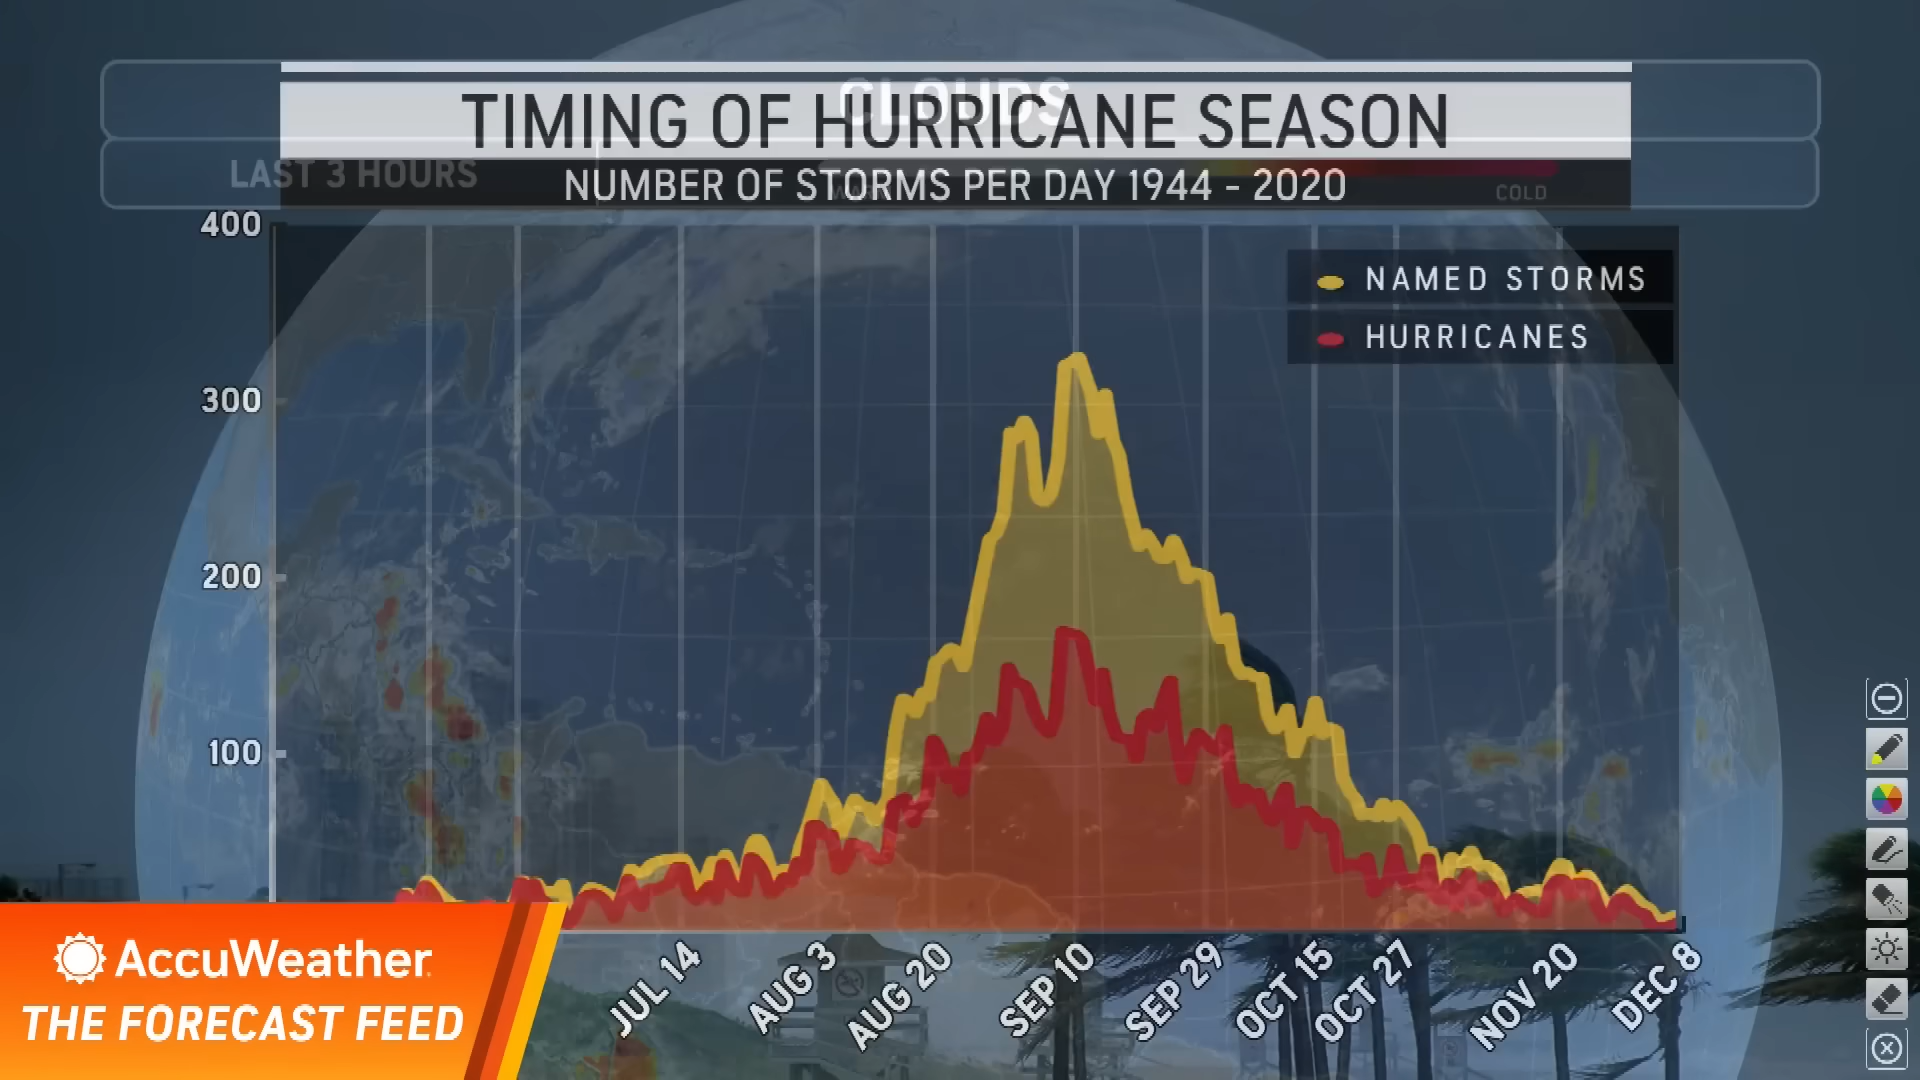 CLOUDS
TIMING OF HURRICANE SEASON
LAST 3 HOURS
NUMBER OF STORMS PER DAY 1944 - 2020
COLD
400
NAMED STORMS
HURRICANES
300
200
100
JUL 14
AUG 3
AUG 20
SEP 10
SEP 29
OCT 15
OCT 27
NOV 20
DEC 8
AccuWeather
THE FORECAST FEED